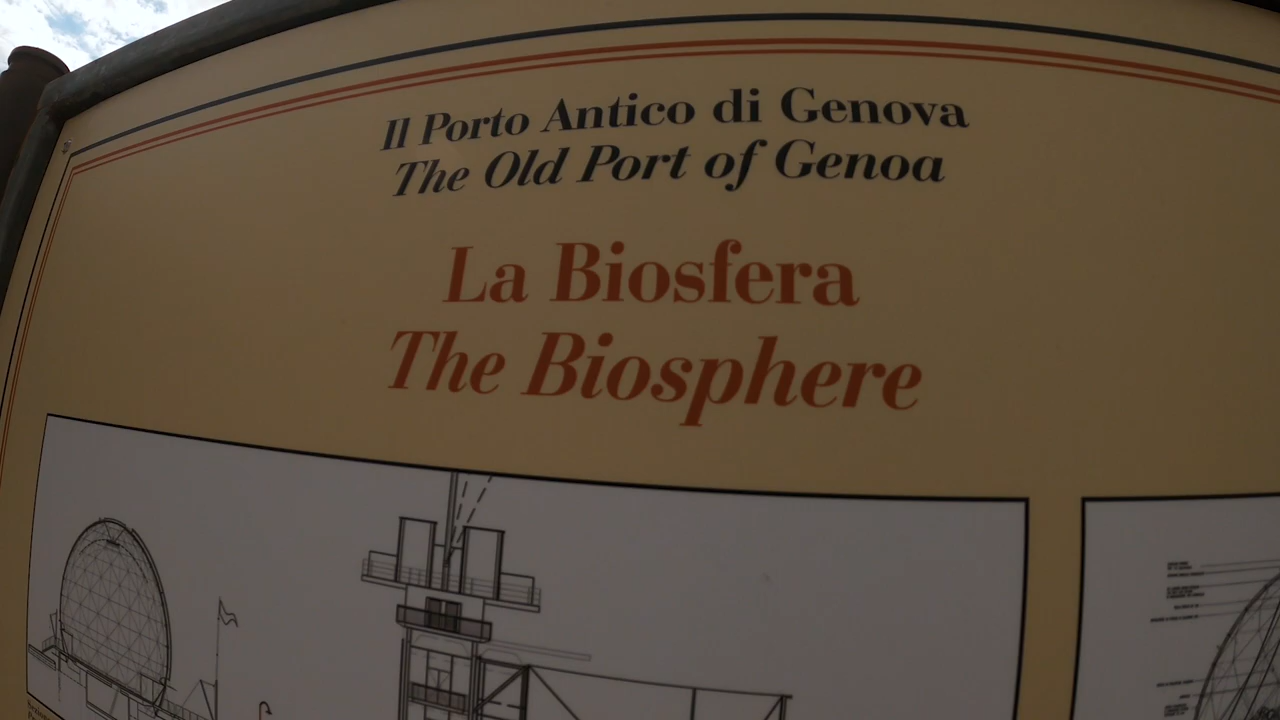 Il Porto Antico di Genova
The Old Port of Genoa
La Biosfera
The Biosphere